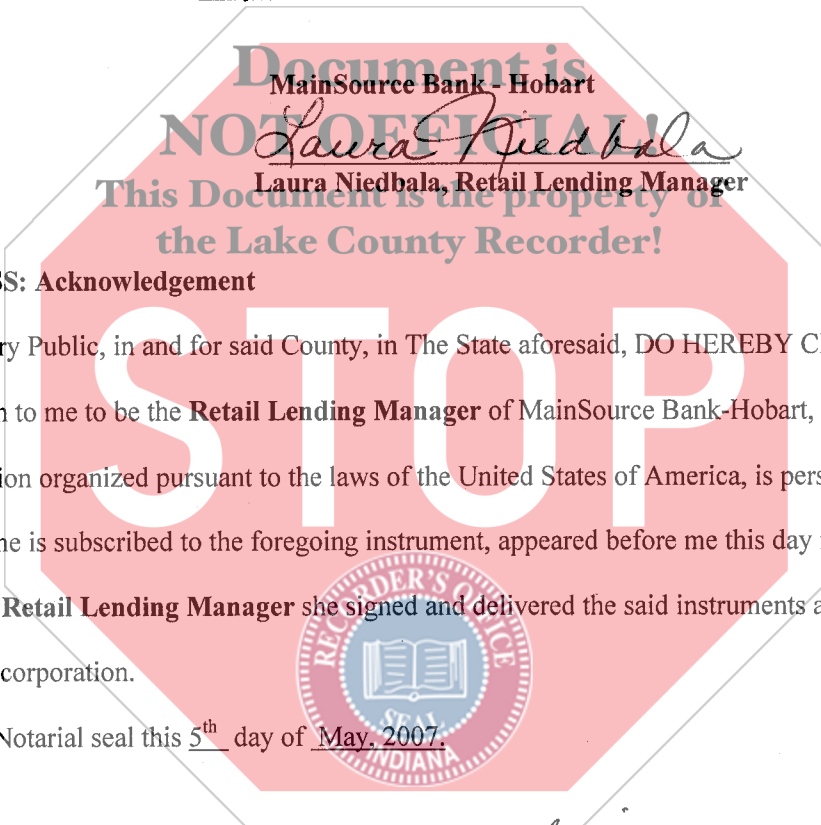 Document is
MainSource Bank - Hobart
NOT OFFICIAL!
Laura Niedbala
Laura Niedbala, Retail Lending Manager
This Document is the property of
the Lake County Recorder!
SS: Acknowledgement
ry Public, in and for said County, in The State aforesaid, DO HEREBY C
n to me to be the Retail Lending Manager of MainSource Bank-Hobart,
ion organized pursuant to the laws of the United States of America, is pers
ne is subscribed to the foregoing instrument, appeared before me this day
Retail Lending Manager she signed and delivered the said instruments a
corporation.
Notarial seal this 5th day of May, 2007.
STOP
RECORDER'S OFFICE
SEAL
INDIANA